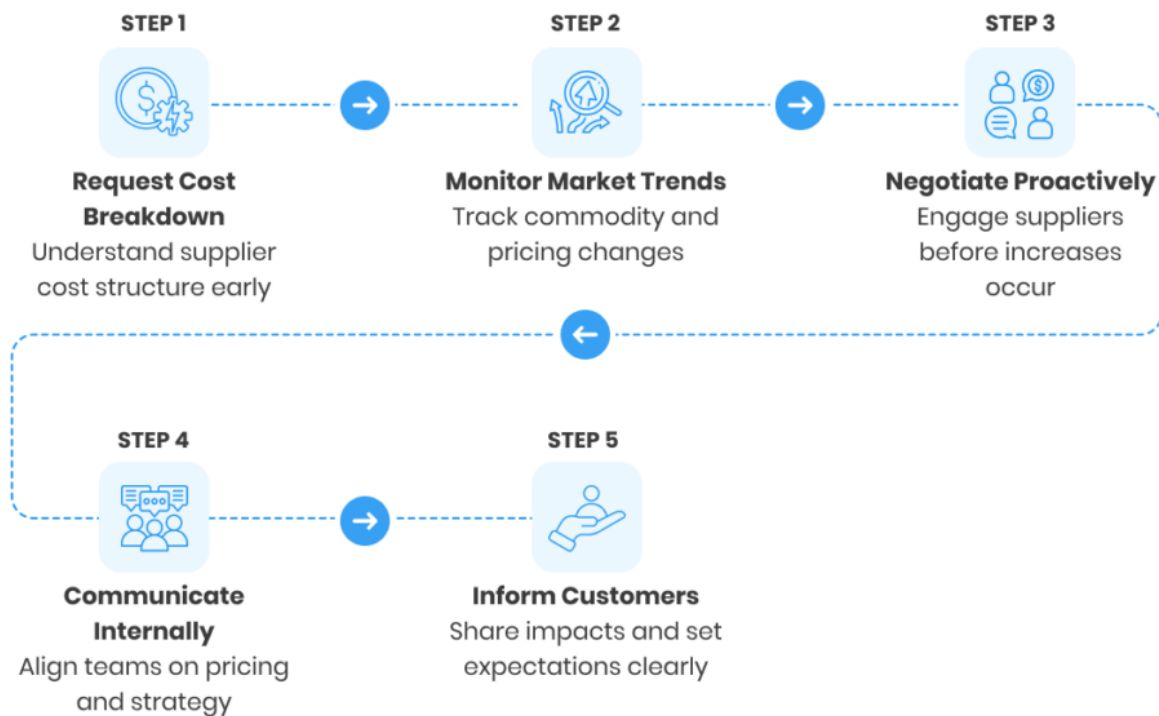 STEP 1
Request Cost
Breakdown
Understand supplier
cost structure early
STEP 2
Monitor Market Trends
Track commodity and
pricing changes
STEP 3
Negotiate Proactively
Engage suppliers
before increases
occur
STEP 4
Communicate
Internally
Align teams on pricing
and strategy
STEP 5
Inform Customers
Share impacts and set
expectations clearly